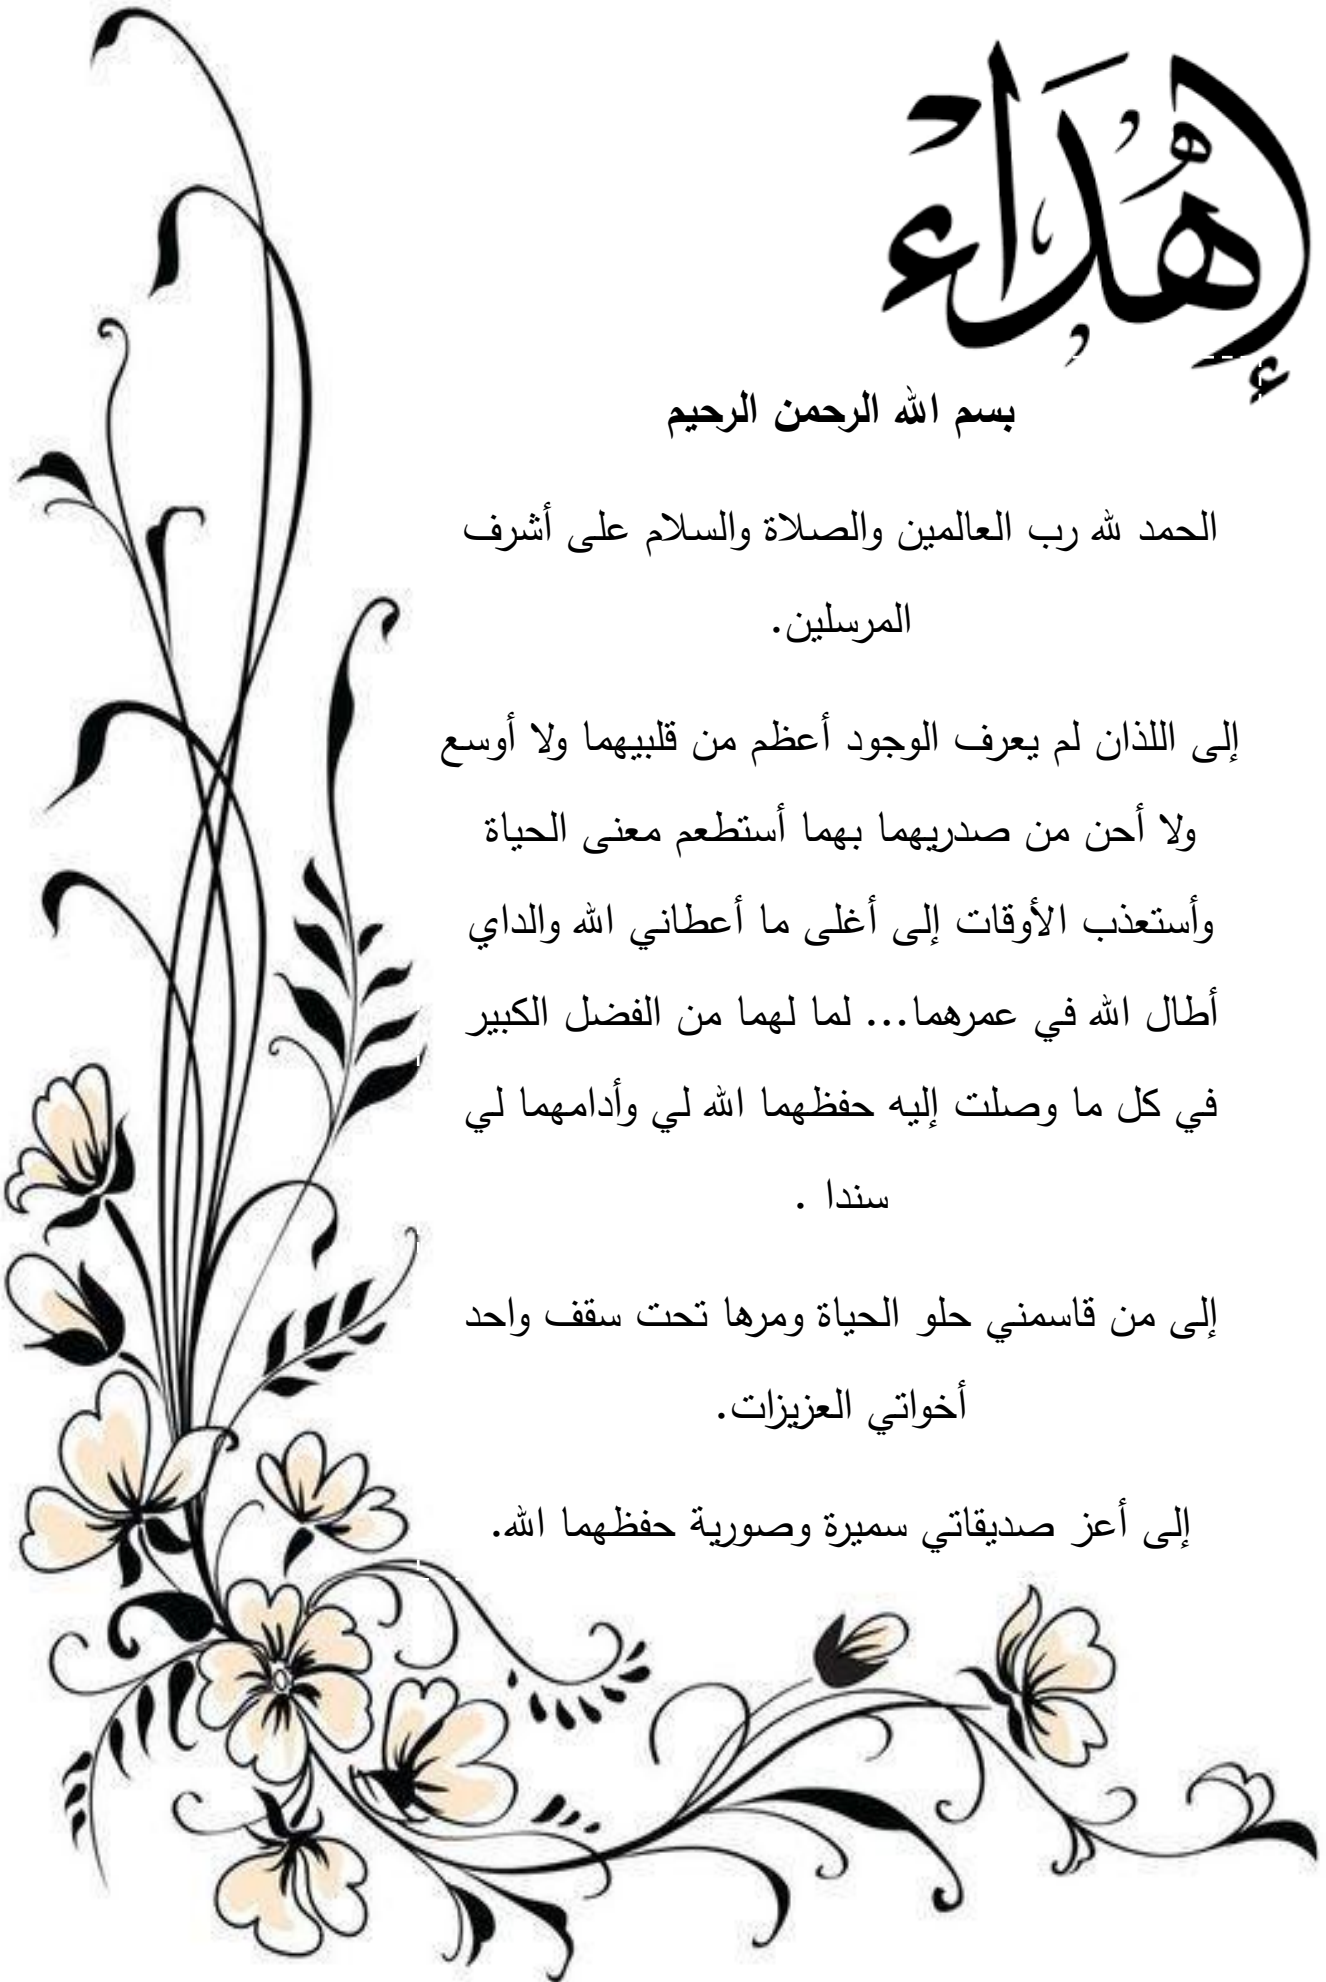 إِهْدَاء
بسم الله الرحمن الرحيم
الحمد لله رب العالمين والصلاة والسلام على أشرف
المرسلين.
إلى اللذان لم يعرف الوجود أعظم من قلبيهما ولا أوسع
ولا أحن من صدريهما بهما أستطعم معنى الحياة
وأستعذب الأوقات إلى أغلى ما أعطاني الله والداي
أطال الله في عمرهما... لما لهما من الفضل الكبير
في كل ما وصلت إليه حفظهما الله لي وأدامهما لي
سندا .
إلى من قاسمني حلو الحياة ومرها تحت سقف واحد
أخواتي العزيزات.
إلى أعز صديقاتي سميرة وصورية حفظهما الله.